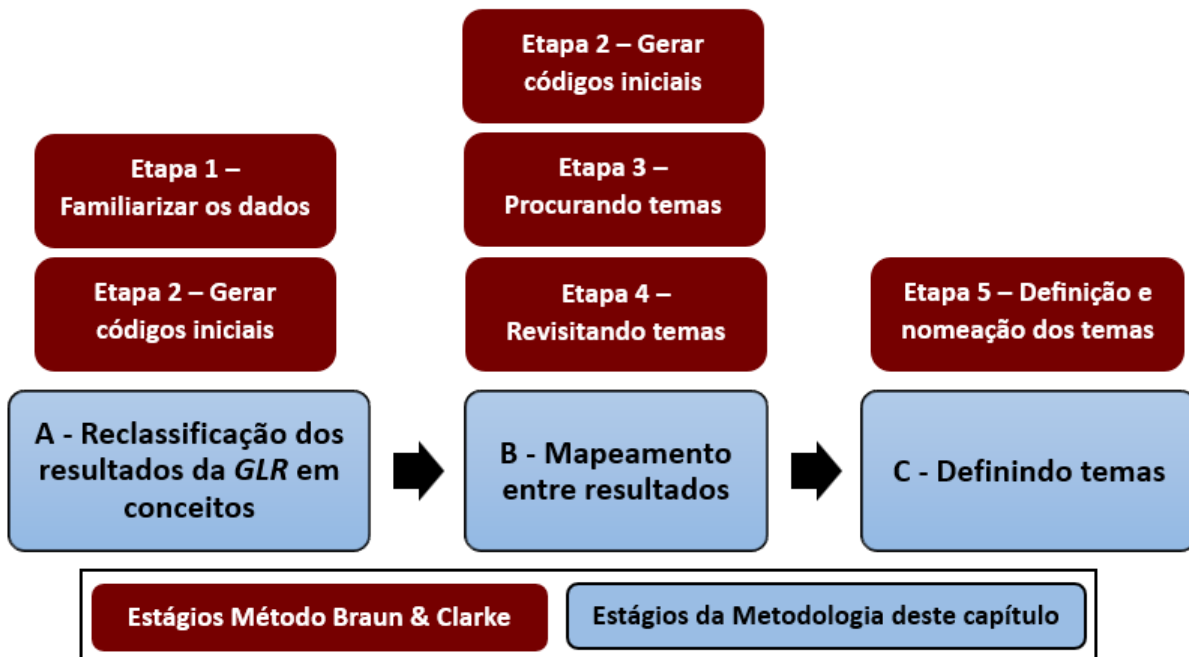 Etapa 1 –
Familiarizar os dados
Etapa 2 – Gerar
códigos iniciais
A - Reclassificação dos
resultados da GLR em
conceitos
Etapa 2 – Gerar
códigos iniciais
Etapa 3 –
Procurando temas
Etapa 4 –
Revisitando temas
B - Mapeamento
entre resultados
Etapa 5 – Definição e
nomeação dos temas
C - Definindo temas
Estágios Método Braun & Clarke
Estágios da Metodologia deste capítulo